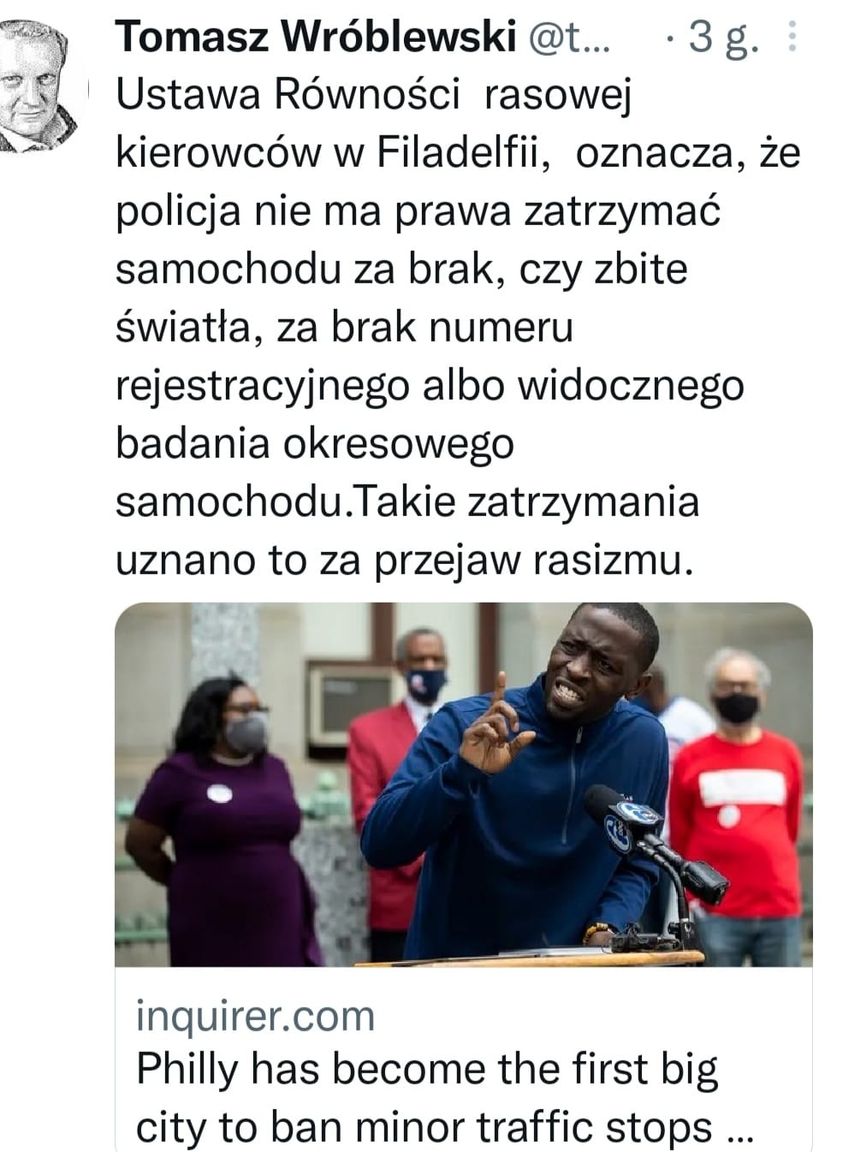 Tomasz Wróblewski @t... · 3 g.
Ustawa Równości rasowej
kierowców w Filadelfii, oznacza, że
policja nie ma prawa zatrzymać
samochodu za brak, czy zbite
światła, za brak numeru
rejestracyjnego albo widocznego
badania okresowego
samochodu.Takie zatrzymania
uznano to za przejaw rasizmu.
inquirer.com
Philly has become the first big
city to ban minor traffic stops ...